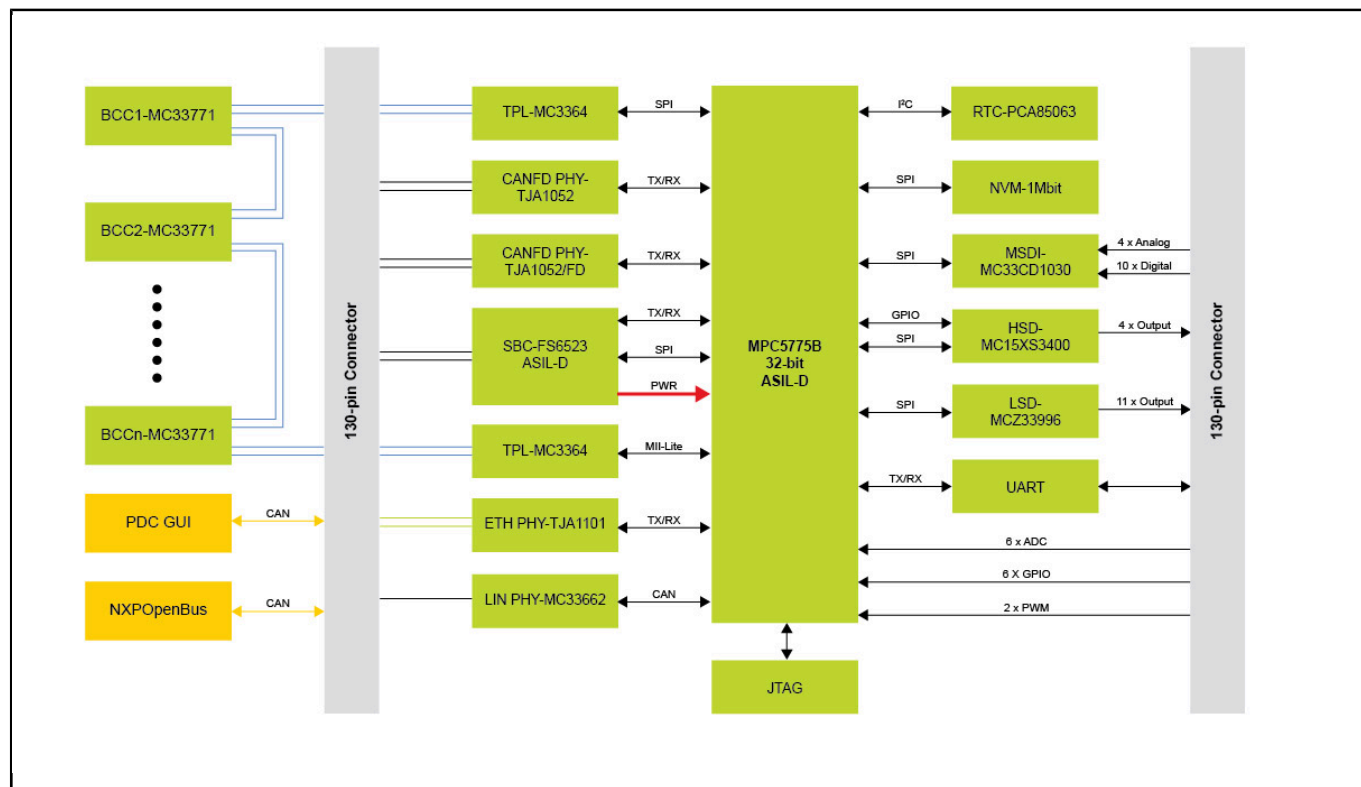 BCC1-MC33771
BCC2-MC33771
BCCn-MC33771
PDC GUI
CAN
NXPOpenBus
CAN
130-pin Connector
TPL-MC3364
SPI
CANFD PHY-
TJA1052
TX/RX
CANFD PHY-
TJA1052/FD
TX/RX
SBC-FS6523
ASIL-D
TX/RX
SPI
PWR
TPL-MC3364
MII-Lite
ETH PHY-TJA1101
TX/RX
LIN PHY-MC33662
CAN
MPC5775B
32-bit
ASIL-D
JTAG
I²C
RTC-PCA85063
SPI
NVM-1Mbit
SPI
MSDI-
MC33CD1030
4 x Analog
10 x Digital
GPIO
SPI
HSD-
MC15XS3400
4 x Output
SPI
LSD-
MCZ33996
11 x Output
TX/RX
UART
6 x ADC
6 X GPIO
2 x PWM
130-pin Connector